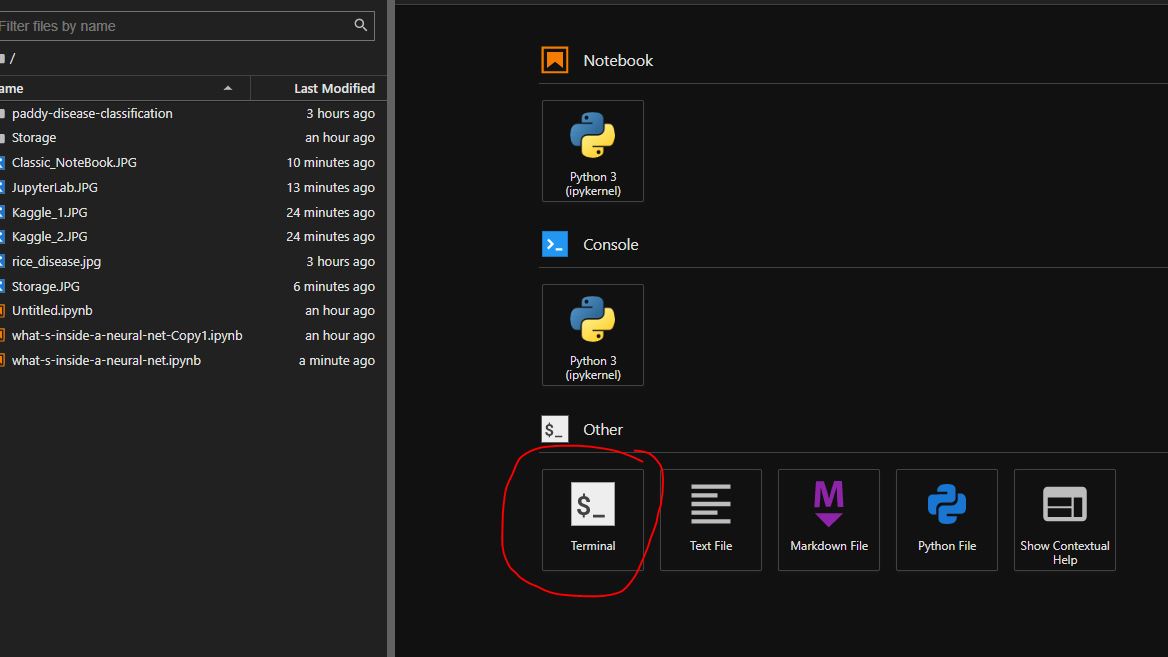 Filter files by name
/
ame Last Modified
paddy-disease-classification 3 hours ago
Storage an hour ago
Classic_NoteBook.JPG 10 minutes ago
JupyterLab.JPG 13 minutes ago
Kaggle_1.JPG 24 minutes ago
Kaggle_2.JPG 24 minutes ago
rice_disease.jpg 3 hours ago
Storage.JPG 6 minutes ago
Untitled.ipynb an hour ago
what-s-inside-a-neural-net-Copy1.ipynb an hour ago
what-s-inside-a-neural-net.ipynb a minute ago
Notebook
Python 3
(ipykernel)
Console
Python 3
(ipykernel)
$_ Other
$_
Terminal
Text File
M
Markdown File
Python File
Show Contextual
Help